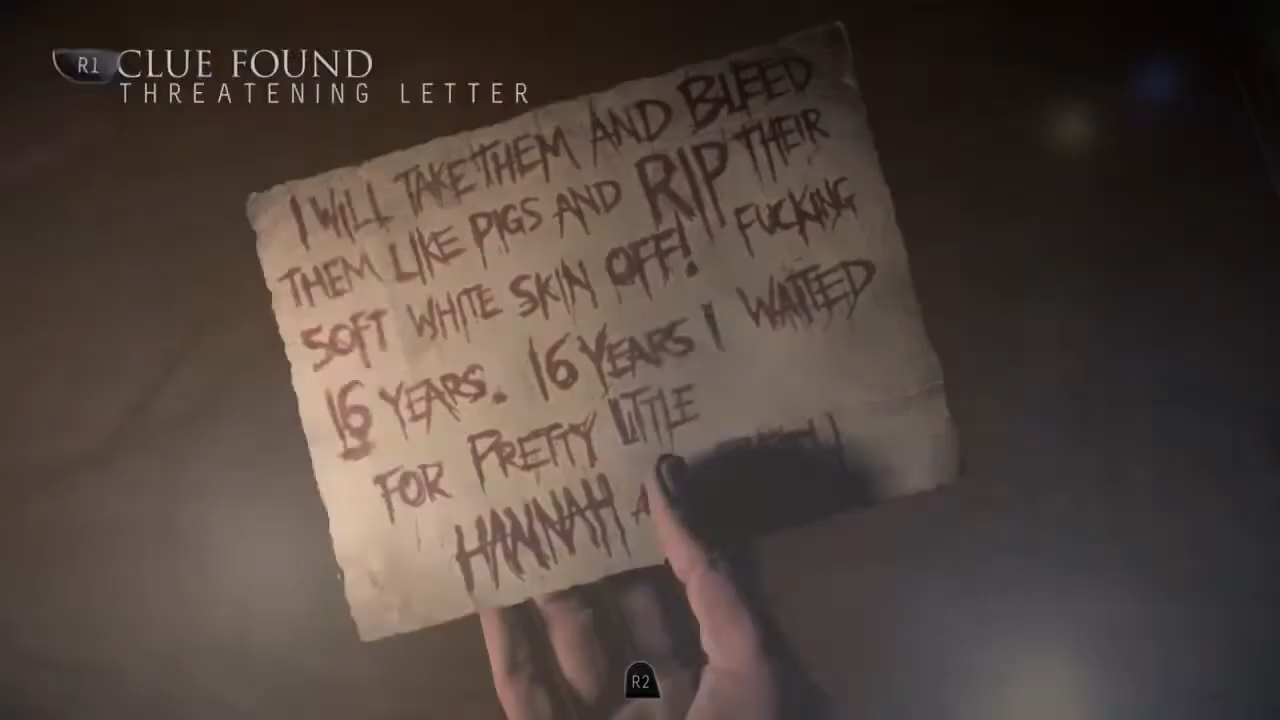 R1 CLUE FOUND
THREATENING LETTER
I WILL TAKE THEM AND BLEED
THEM LIKE PIGS AND RIP THEIR
SOFT WHITE SKIN OFF! FUCKING
16 YEARS. 16 YEARS I WAITED
FOR PRETTY LITTLE
HANNAH
R2